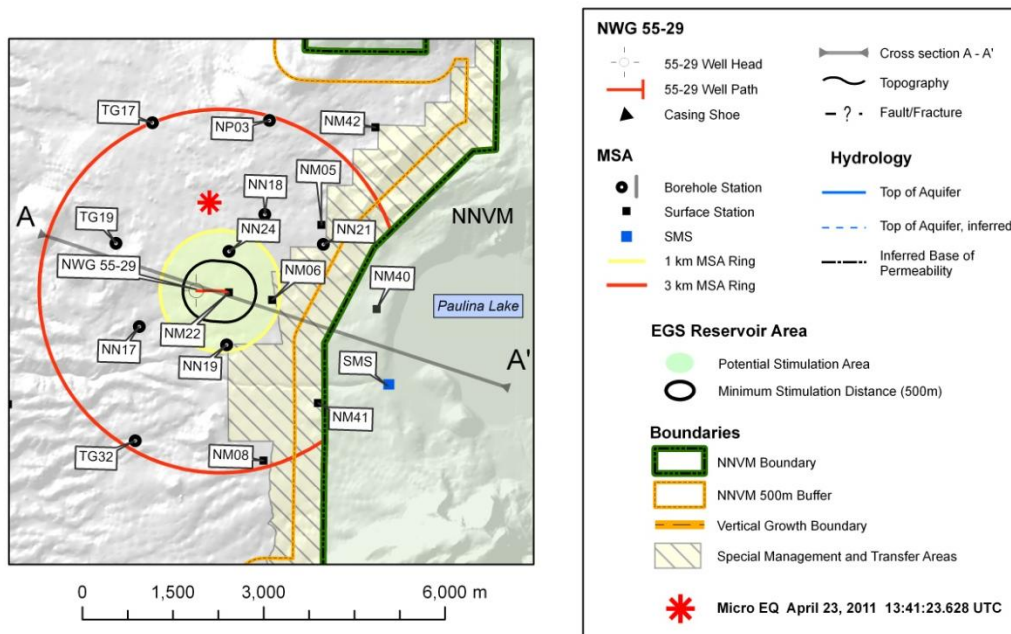 TG17
NP03
NM42
NM05
NN18
A
TG19
NN24
NN21
NNVM
NWG 55-29
NM06
NM40
Paulina Lake
NM22
NN17
NN19
SMS
A'
NM41
TG32
NM08
0 1,500 3,000 6,000 m
NWG 55-29
55-29 Well Head
55-29 Well Path
Casing Shoe
Cross section A - A'
Topography
?
Fault/Fracture
MSA
Borehole Station
Surface Station
SMS
1 km MSA Ring
3 km MSA Ring
Hydrology
Top of Aquifer
Top of Aquifer, inferred
Inferred Base of
Permeability
EGS Reservoir Area
Potential Stimulation Area
Minimum Stimulation Distance (500m)
Boundaries
NNVM Boundary
NNVM 500m Buffer
Vertical Growth Boundary
Special Management and Transfer Areas
Micro EQ April 23, 2011 13:41:23.628 UTC